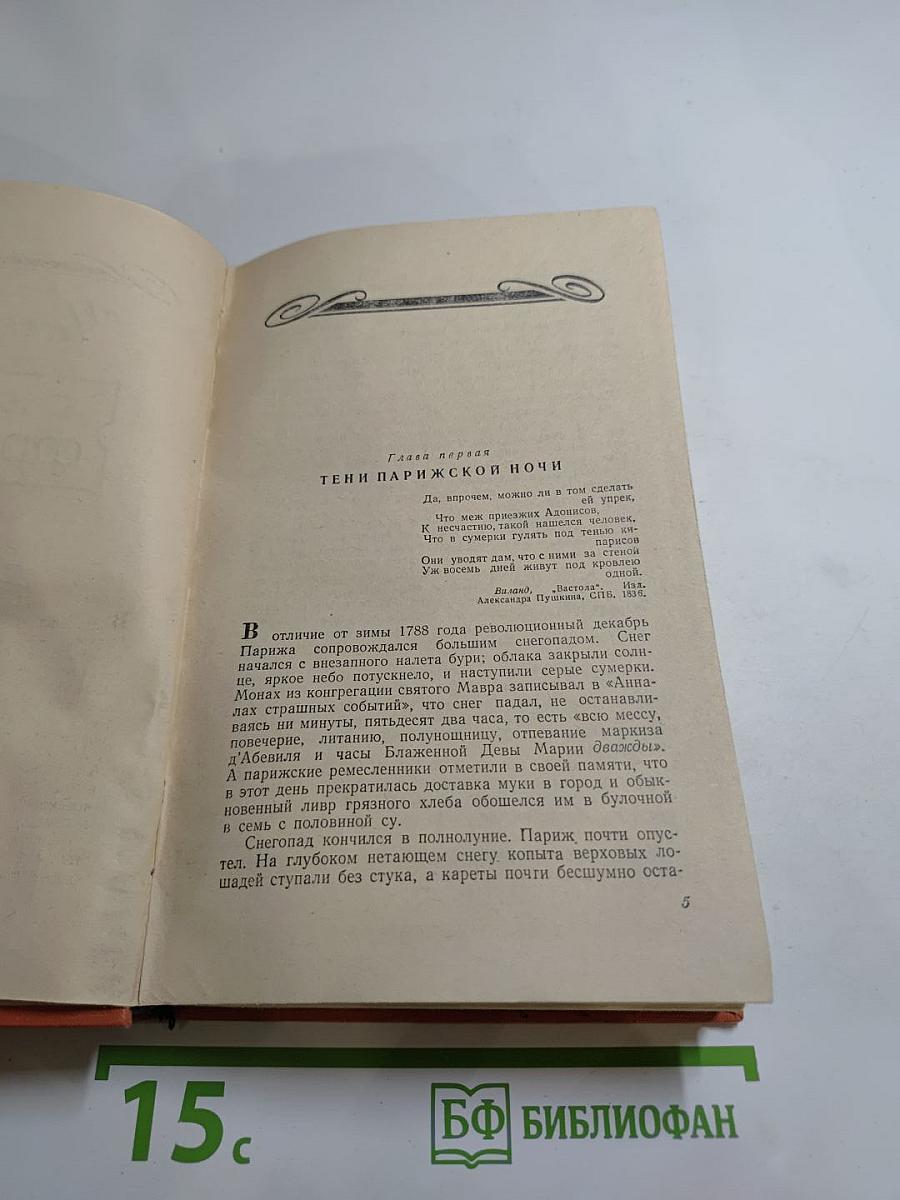 Глава первая
ТЕНИ ПАРИЖСКОЙ НОЧИ
Да, впрочем, можно ли в том сделать
ей упрек,
Что меж приезжих Адонисов,
К несчастию, такой нашелся человек,
Что в сумерки гулять под тенью ки-
парисов
Они уводят дам, что с ними за стеной
Уж восемь дней живут под кровлею
одной.
Виланд, „Вастола“. Изд.
Александра Пушкина, СПБ. 1836.
В отличие от зимы 1788 года революционный декабрь
Парижа сопровождался большим снегопадом. Снег
начался с внезапного налета бури; облака закрыли солн-
це, яркое небо потускнело, и наступили серые сумерки.
Монах из конгрегации святого Мавра записывал в «Анна-
лах страшных событий», что снег падал, не останавли-
ваясь ни минуты, пятьдесят два часа, то есть «всю мессу,
повечерие, литанию, полунощницу, отпевание маркиза
д'Абевиля и часы Блаженной Девы Марии дважды».
А парижские ремесленники отметили в своей памяти, что
в этот день прекратилась доставка муки в город и обык-
новенный ливр грязного хлеба обошелся им в булочной
в семь с половиной су.
Снегопад кончился в полнолуние. Париж почти опус-
тел. На глубоком нетающем снегу копыта верховых ло-
шадей ступали без стука, а кареты почти бесшумно оста-
5
15 с
БФ БИБЛИОФАН